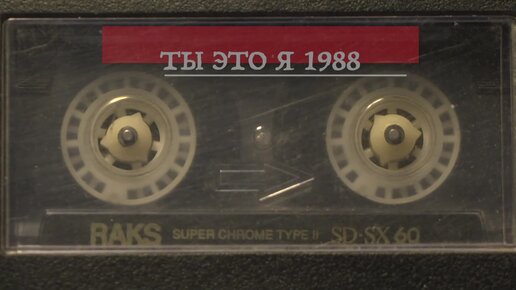 ТЫ ЭТО Я 1988
RAKS SUPER CHROME TYPE II SD-SX 60